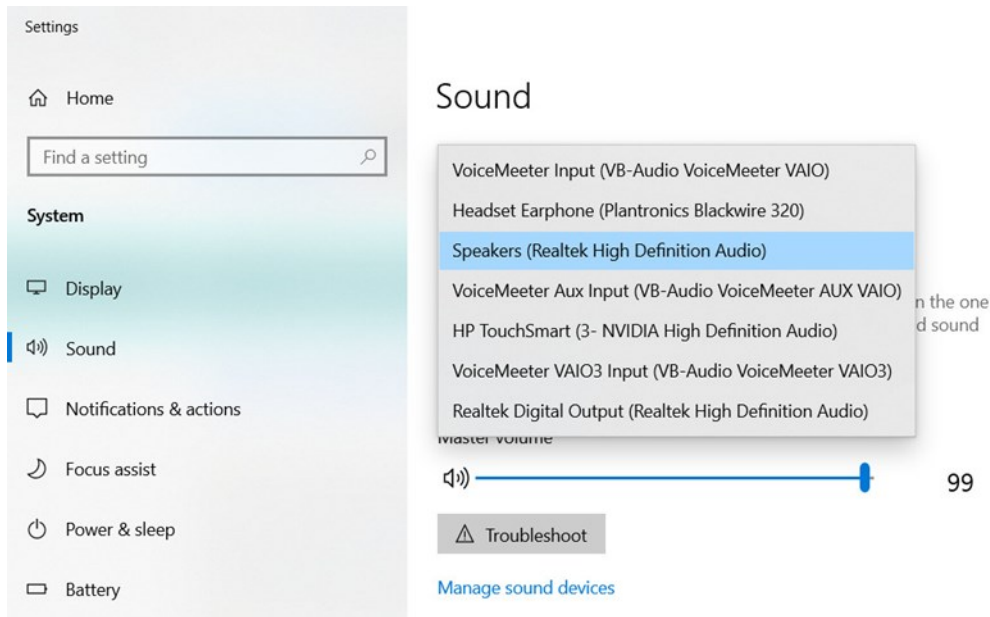 Settings
Home
Find a setting
System
Display
Sound
Notifications & actions
Focus assist
Power & sleep
Battery
Sound
VoiceMeeter Input (VB-Audio VoiceMeeter VAIO)
Headset Earphone (Plantronics Blackwire 320)
Speakers (Realtek High Definition Audio)
VoiceMeeter Aux Input (VB-Audio VoiceMeeter AUX VAIO)
HP TouchSmart (3- NVIDIA High Definition Audio)
VoiceMeeter VAIO3 Input (VB-Audio VoiceMeeter VAIO3)
Realtek Digital Output (Realtek High Definition Audio)
the one
sound
Master volume
99
Troubleshoot
Manage sound devices